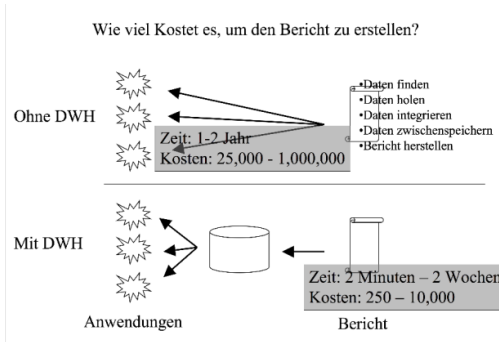 Wie viel Kostet es, um den Bericht zu erstellen?
Ohne DWH
•Daten finden
•Daten holen
•Daten integrieren
•Daten zwischenspeichern
•Bericht herstellen
Zeit: 1-2 Jahr
Kosten: 25,000 - 1,000,000
Mit DWH
Zeit: 2 Minuten – 2 Wochen
Kosten: 250 – 10,000
Anwendungen
Bericht